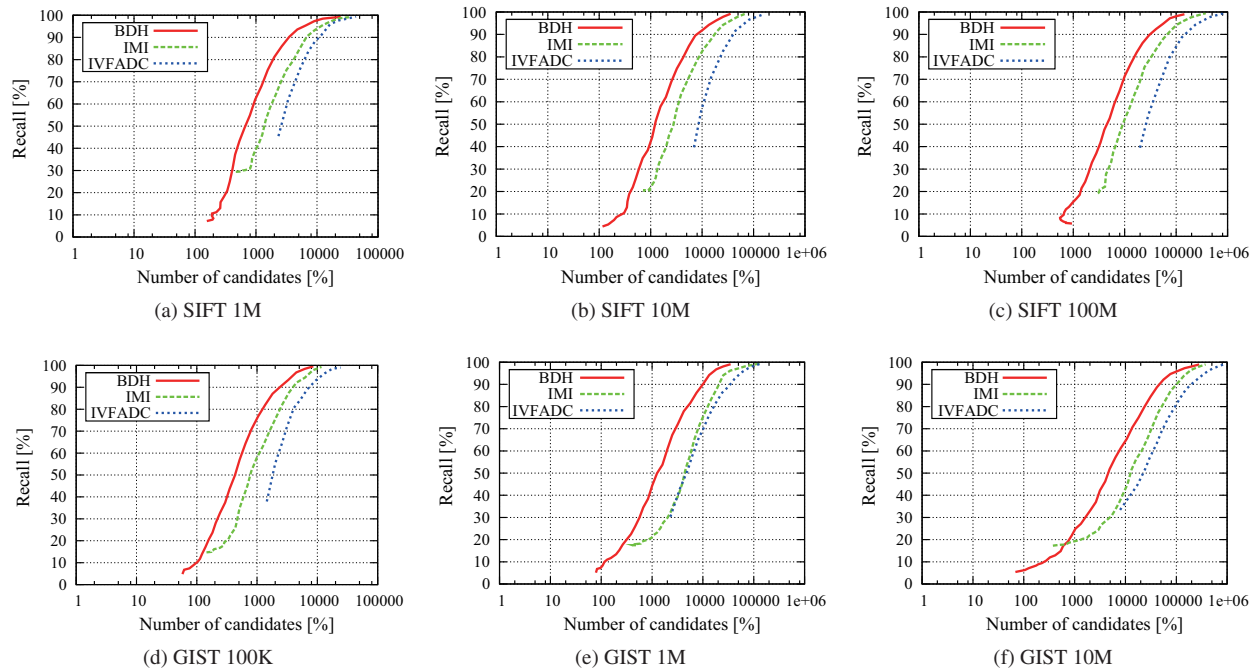 100
90
80
70
60
50
40
30
20
10
0
Recall [%]
BDH
IMI
IVFADC
1
10
100
1000
10000
100000
Number of candidates [%]
(a) SIFT 1M
100
90
80
70
60
50
40
30
20
10
0
Recall [%]
BDH
IMI
IVFADC
1
10
100
1000
10000
100000
1e+06
Number of candidates [%]
(b) SIFT 10M
100
90
80
70
60
50
40
30
20
10
0
Recall [%]
BDH
IMI
IVFADC
1
10
100
1000
10000
100000
1e+06
Number of candidates [%]
(c) SIFT 100M
100
90
80
70
60
50
40
30
20
10
0
Recall [%]
BDH
IMI
IVFADC
1
10
100
1000
10000
100000
Number of candidates [%]
(d) GIST 100K
100
90
80
70
60
50
40
30
20
10
0
Recall [%]
BDH
IMI
IVFADC
1
10
100
1000
10000
100000
1e+06
Number of candidates [%]
(e) GIST 1M
100
90
80
70
60
50
40
30
20
10
0
Recall [%]
BDH
IMI
IVFADC
1
10
100
1000
10000
100000
1e+06
Number of candidates [%]
(f) GIST 10M